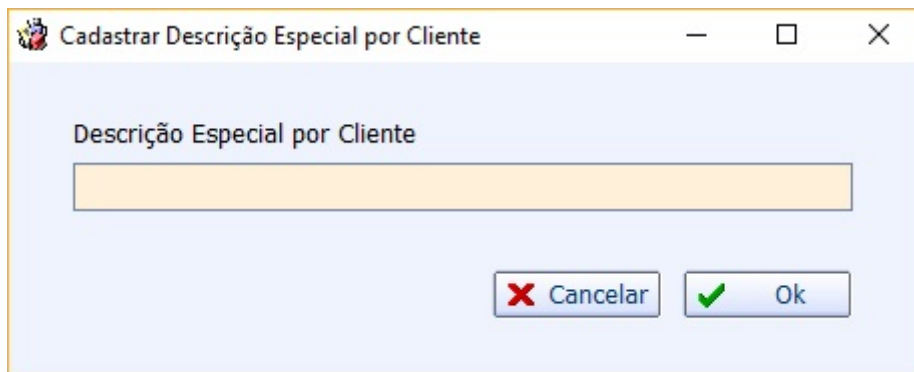 Cadastrar Descrição Especial por Cliente
Descrição Especial por Cliente
Cancelar Ok